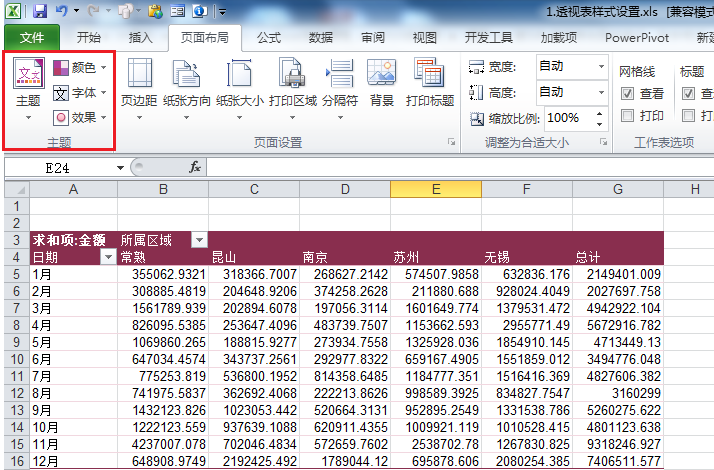 1.透视表样式设置.xls [兼容模式
文件 开始 插入 页面布局 公式 数据 审阅 视图 开发工具 加载项 PowerPivot 新建
主题 颜色 字体 效果
主题
页边距 纸张方向 纸张大小 打印区域 分隔符 背景 打印标题
页面设置
宽度: 自动
高度: 自动
缩放比例: 100%
调整为合适大小
网格线 标题
查看 查
打印 打
工作表选项
E24 fx
A B C D E F G H
1
2
3 求和项:金额 所属区域
4 日期 常熟 昆山 南京 苏州 无锡 总计
5 1月 355062.9321 318366.7007 268627.2142 574507.9858 632836.176 2149401.009
6 2月 308885.4819 204648.9206 374258.2628 211880.688 928024.4049 2027697.758
7 3月 1561789.939 202894.6078 197056.3114 1601649.774 1379531.472 4942922.104
8 4月 826095.5385 253647.4096 483739.7507 1153662.593 2955771.49 5672916.782
9 5月 1069860.265 188815.9277 273934.7558 1325928.036 1854910.145 4713449.13
10 6月 647034.4574 343737.2561 292977.8322 659167.4905 1551859.012 3494776.048
11 7月 775253.819 536800.1952 814358.6485 1184777.351 1516416.369 4827606.382
12 8月 741975.5837 362692.4068 222213.8626 998589.3925 834827.7547 3160299
13 9月 1432123.826 1023053.442 520664.3131 952895.2549 1331538.786 5260275.622
14 10月 1222123.559 937639.1088 620911.4355 1009921.119 1010528.415 4801123.638
15 11月 4237007.078 702046.4834 572659.7602 2538702.78 1267830.825 9318246.927
16 12月 648908.9749 2192425.492 1789044.12 695878.606 2080254.385 7406511.577